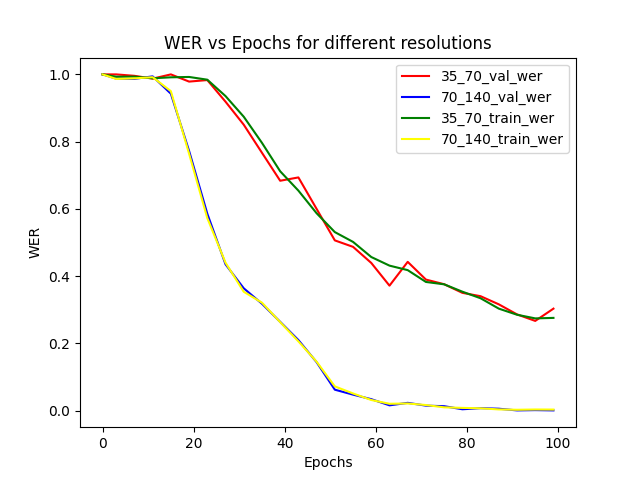 WER vs Epochs for different resolutions
35_70_val_wer
70_140_val_wer
35_70_train_wer
70_140_train_wer
1.0
0.8
0.6
0.4
0.2
0.0
WER
0 20 40 60 80 100
Epochs